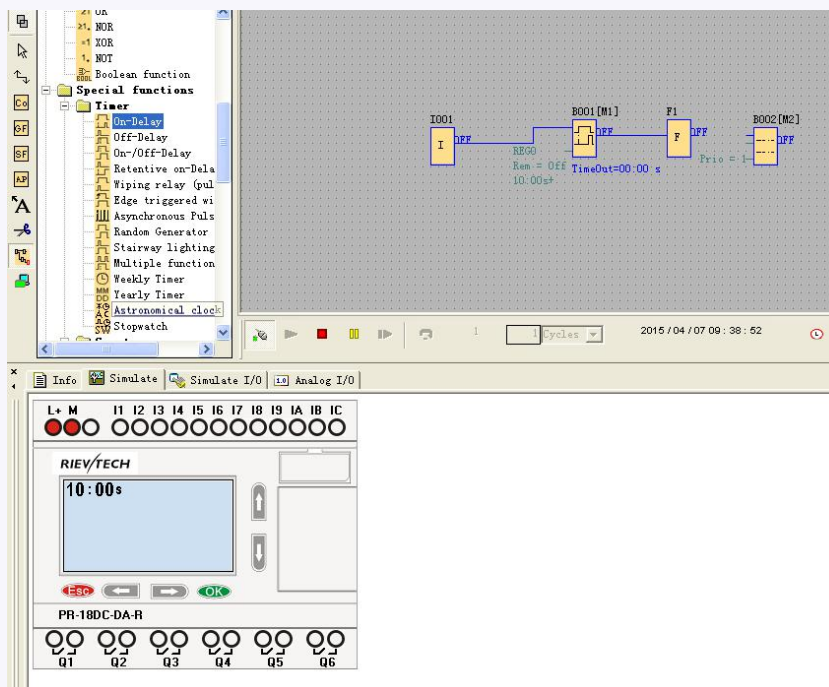 OR
NOR
XOR
NOT
Boolean function
Special functions
Timer
On-Delay
Off-Delay
On-/Off-Delay
Retentive on-Dela
Wiping relay (pul
Edge triggered wi
Asynchronous Puls
Random Generator
Stairway lighting
Multiple function
Weekly Timer
Yearly Timer
Astronomical clock
Stopwatch
Co
GF
SF
AP
A
I001
I
OFF
B001[M1]
OFF
REG0
Rem = Off
10:00s+
TimeOut=00:00 s
F1
F
OFF
B002[M2]
OFF
Prio = 1
1
1 Cycles
2015/04/07 09:38:52
Info
Simulate
Simulate I/O
Analog I/O
L+ M I1 I2 I3 I4 I5 I6 I7 I8 I9 IA IB IC
RIEVTECH
10:00s
Esc
OK
PR-18DC-DA-R
Q1 Q2 Q3 Q4 Q5 Q6